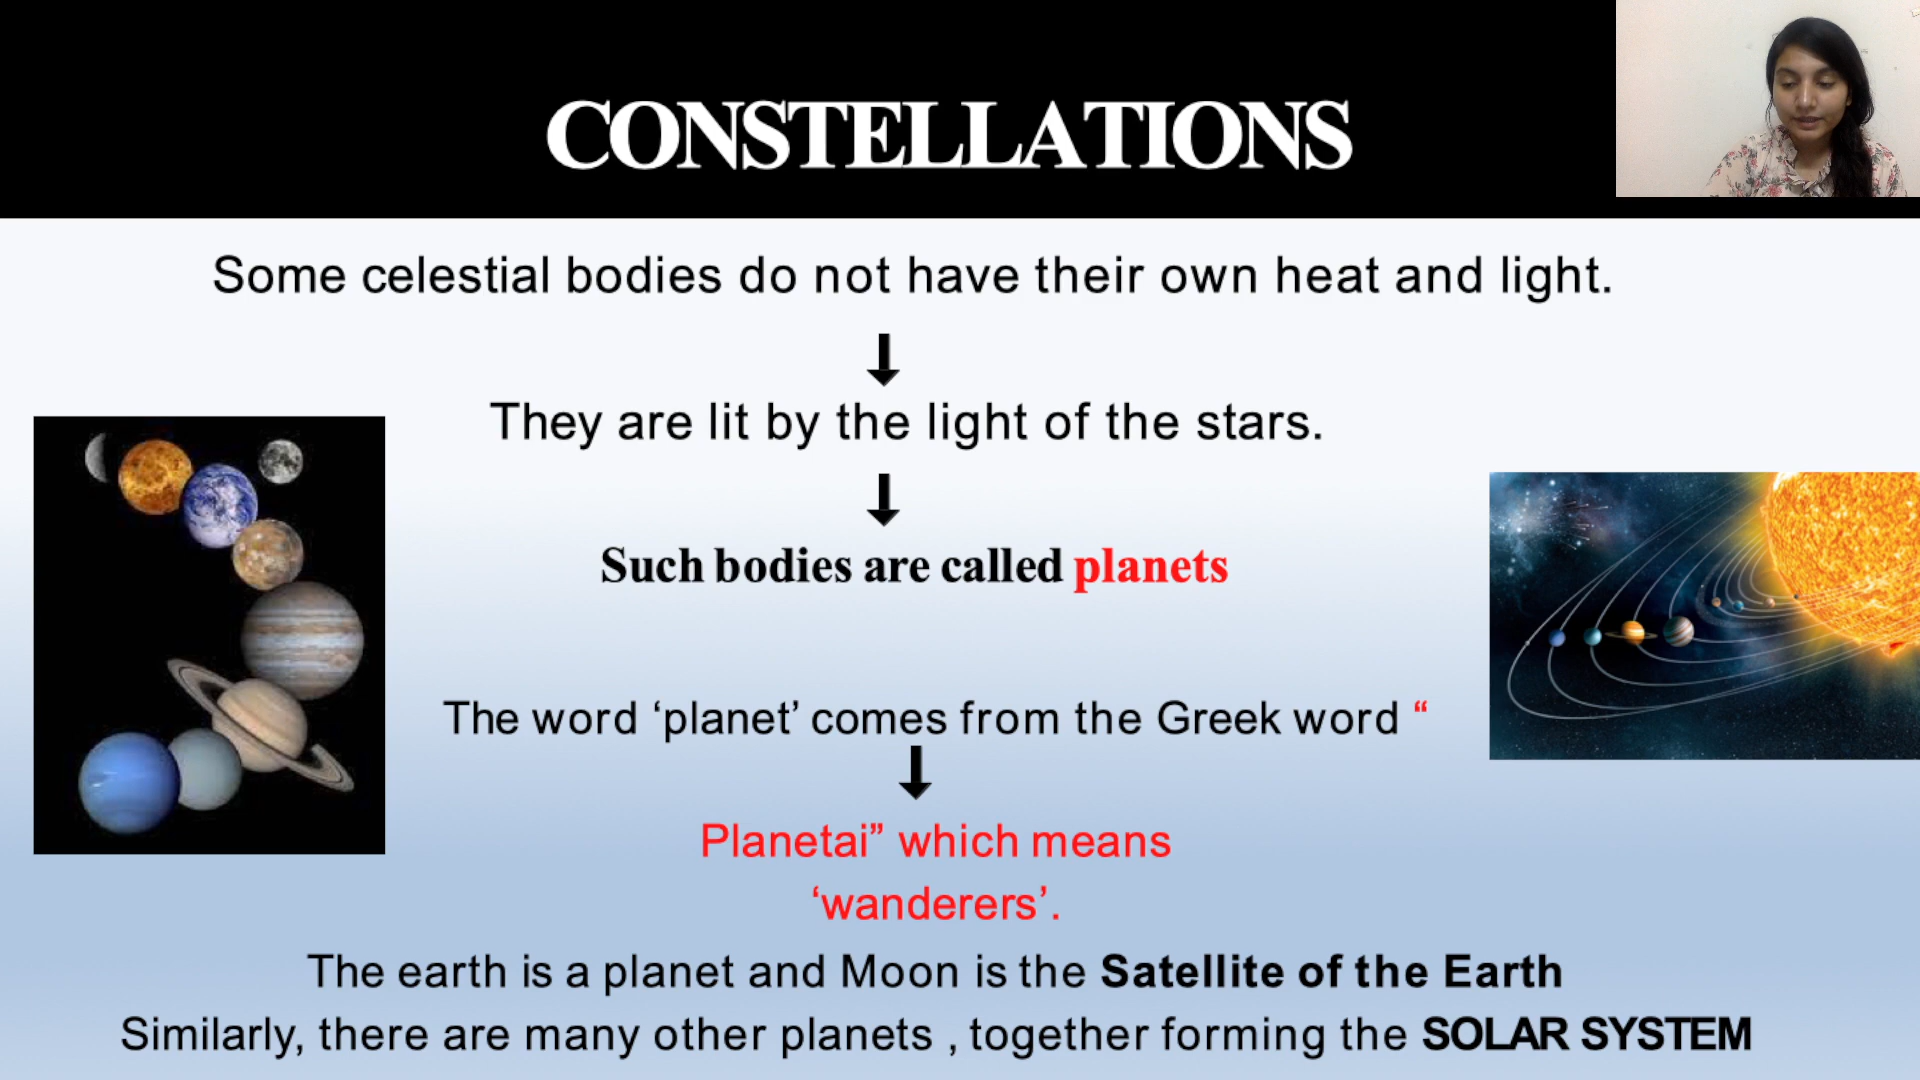 CONSTELLATIONS
Some celestial bodies do not have their own heat and light.
They are lit by the light of the stars.
Such bodies are called planets
The word ‘planet’ comes from the Greek word “
Planetai” which means
‘wanderers’.
The earth is a planet and Moon is the Satellite of the Earth
Similarly, there are many other planets , together forming the SOLAR SYSTEM